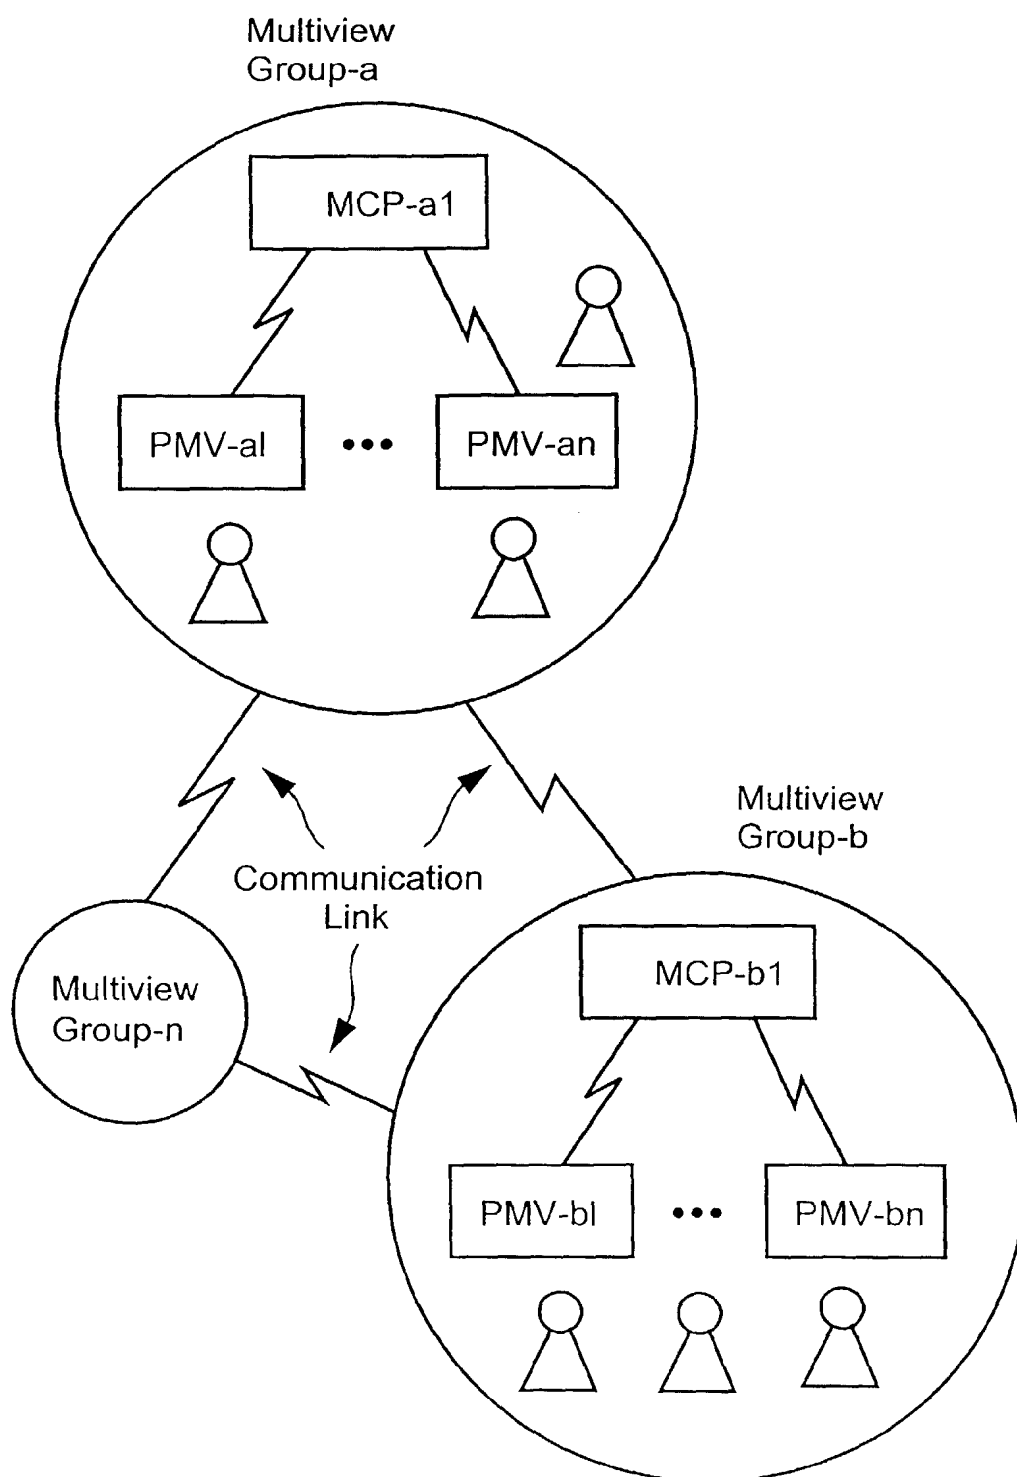 Multiview
Group-a
MCP-a1
PMV-al
•••
PMV-an
Communication
Link
Multiview
Group-b
Multiview
Group-n
MCP-b1
PMV-bl
•••
PMV-bn